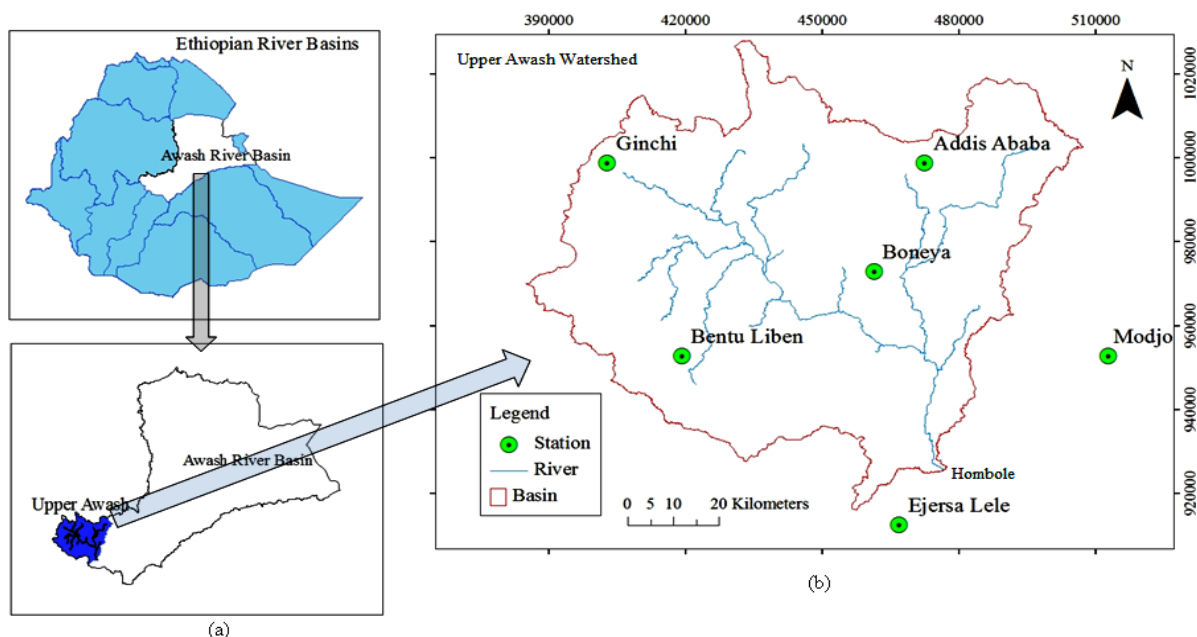 Ethiopian River Basins
Awash River Basin
Awash River Basin
Upper Awash
(a)
390000 420000 450000 480000 510000
Upper Awash Watershed
N
Ginchi
Addis Ababa
Boneya
Bentu Liben
Modjo
Legend
Station
River
Basin
0 5 10 20 Kilometers
Hombole
Ejersa Lele
1020000
1000000
980000
960000
940000
920000
(b)